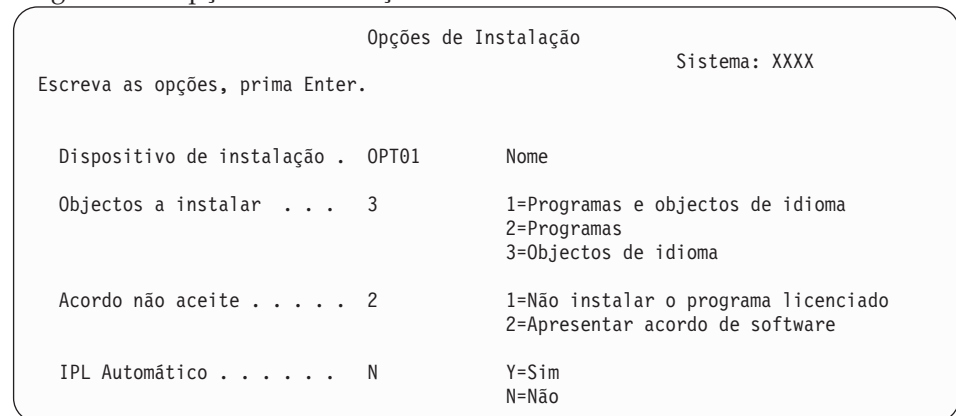 Opções de Instalação
Sistema: XXXX
Escreva as opções, prima Enter.
Dispositivo de instalação . OPT01 Nome
Objectos a instalar . . . 3 1=Programas e objectos de idioma
2=Programas
3=Objectos de idioma
Acordo não aceite . . . . . 2 1=Não instalar o programa licenciado
2=Apresentar acordo de software
IPL Automático . . . . . . N Y=Sim
N=Não